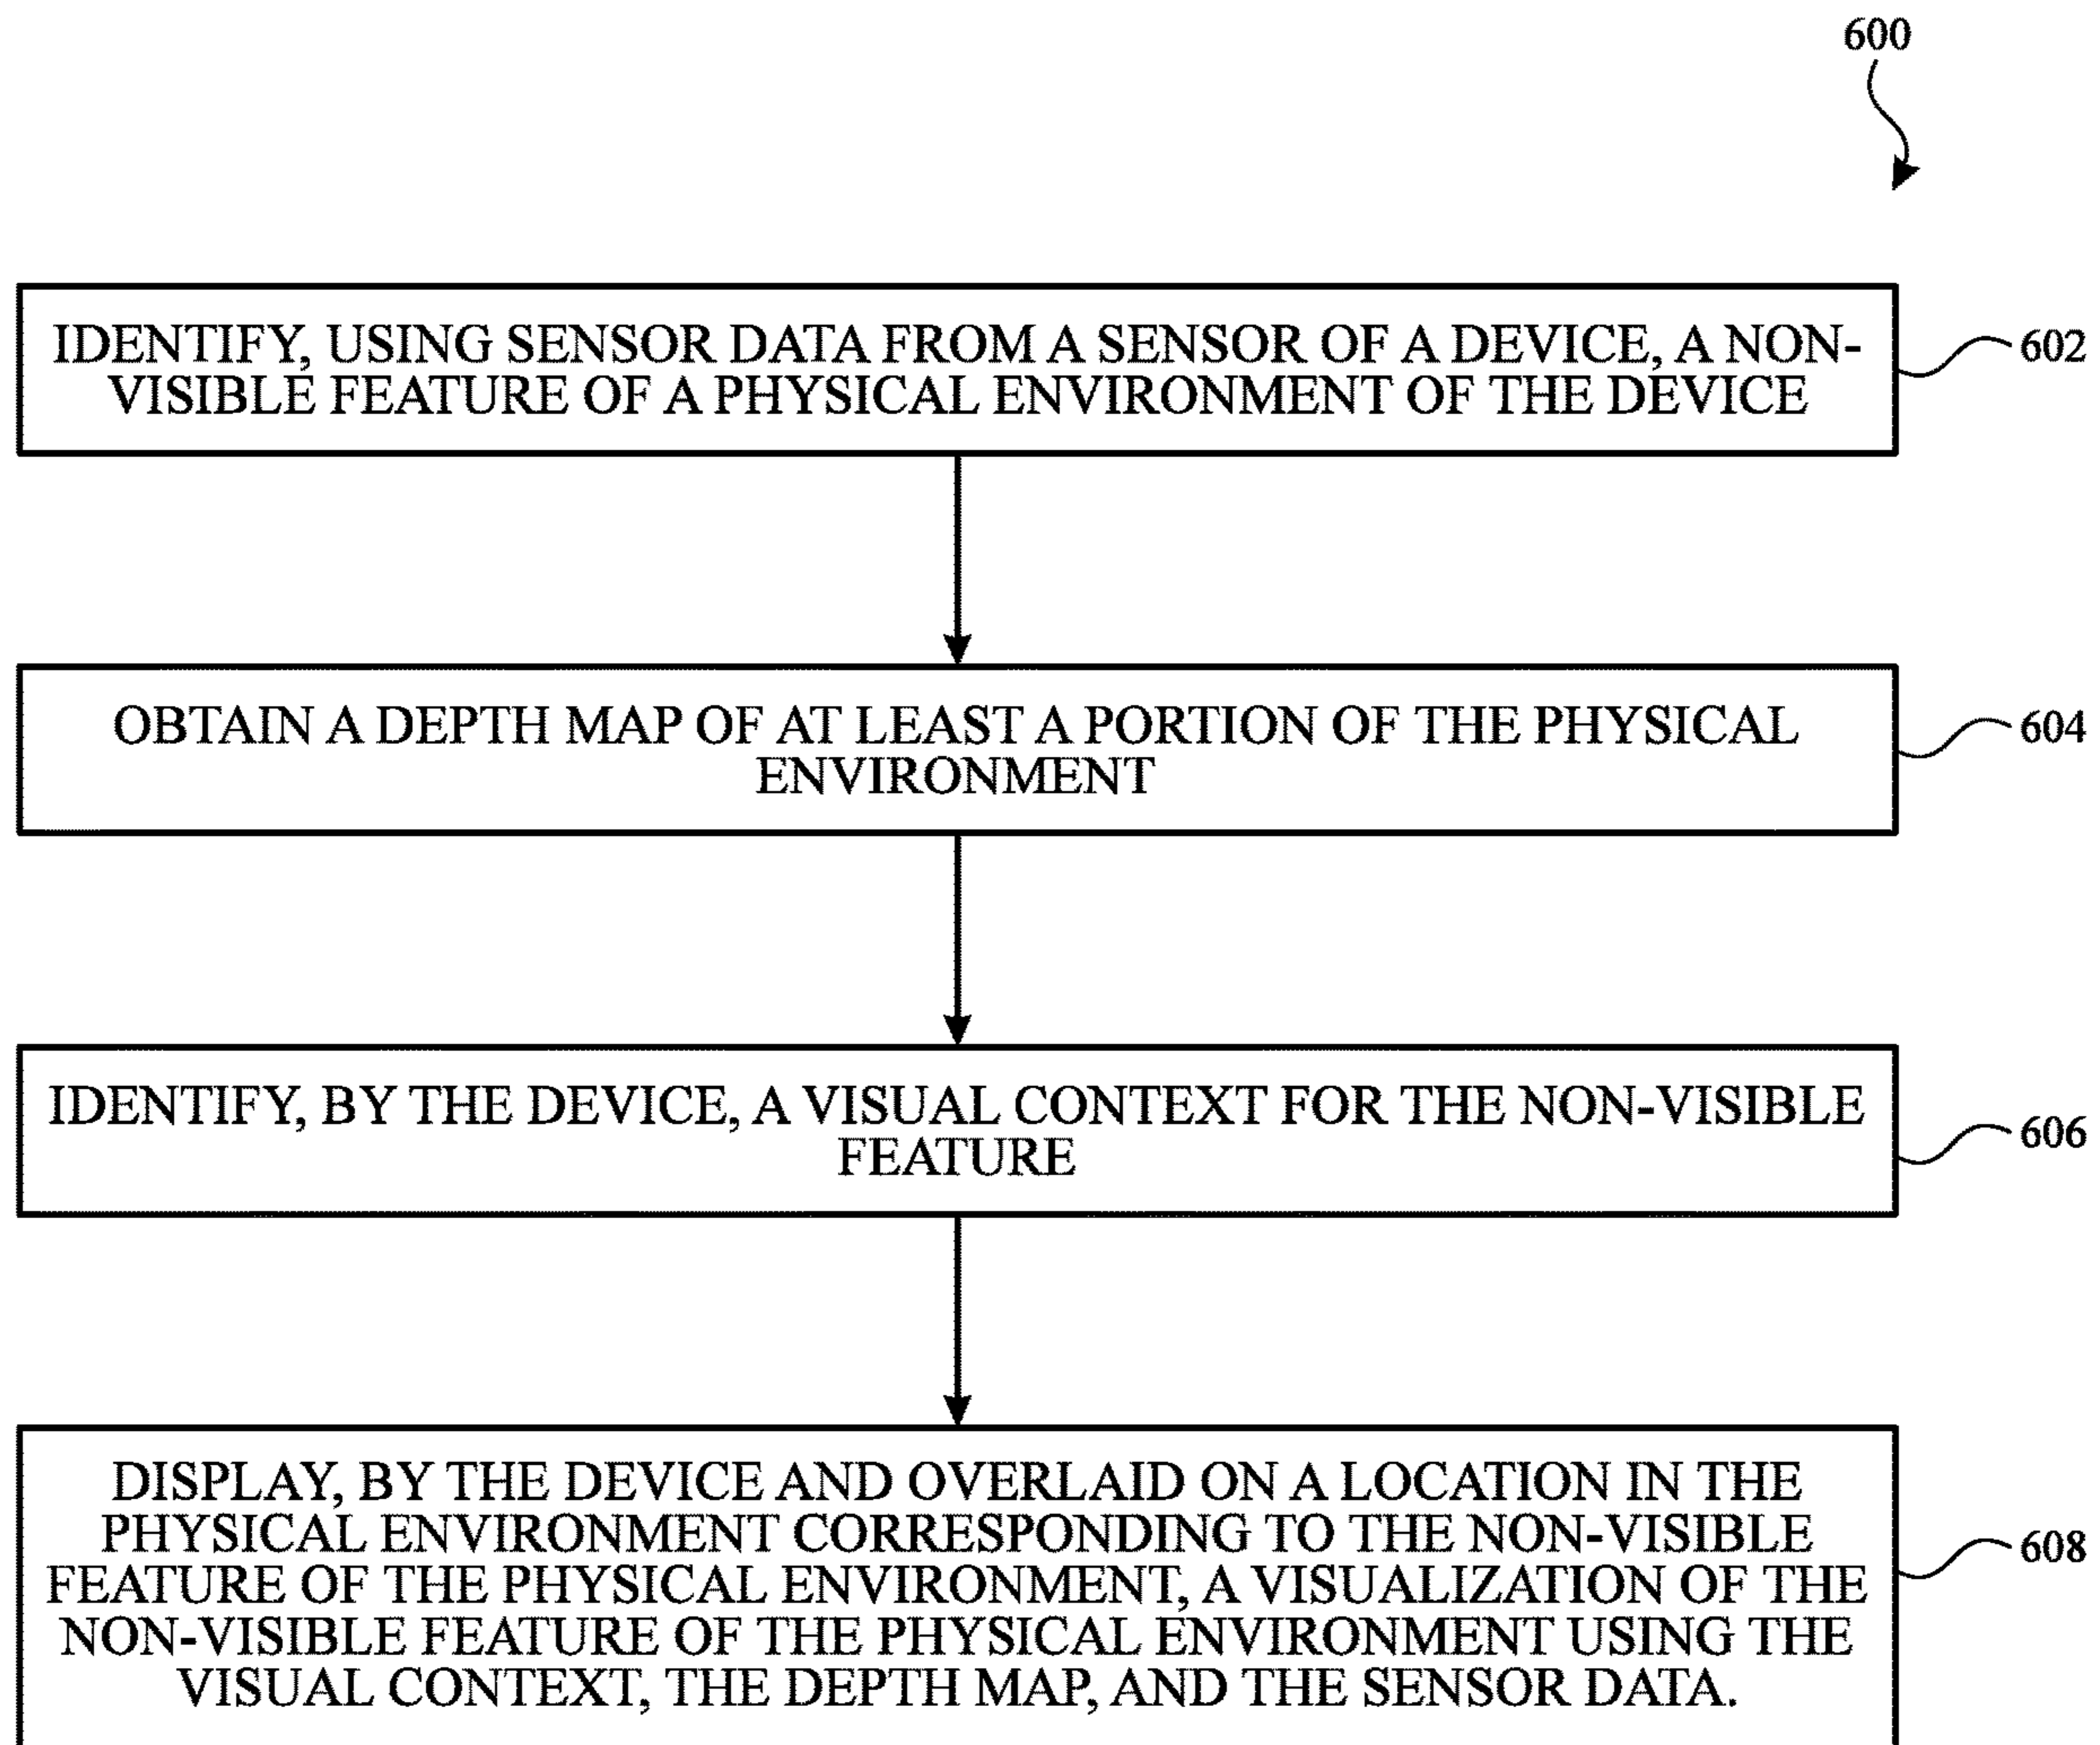 600
IDENTIFY, USING SENSOR DATA FROM A SENSOR OF A DEVICE, A NON-
VISIBLE FEATURE OF A PHYSICAL ENVIRONMENT OF THE DEVICE
602
OBTAIN A DEPTH MAP OF AT LEAST A PORTION OF THE PHYSICAL
ENVIRONMENT
604
IDENTIFY, BY THE DEVICE, A VISUAL CONTEXT FOR THE NON-VISIBLE
FEATURE
606
DISPLAY, BY THE DEVICE AND OVERLAID ON A LOCATION IN THE
PHYSICAL ENVIRONMENT CORRESPONDING TO THE NON-VISIBLE
FEATURE OF THE PHYSICAL ENVIRONMENT, A VISUALIZATION OF THE
NON-VISIBLE FEATURE OF THE PHYSICAL ENVIRONMENT USING THE
VISUAL CONTEXT, THE DEPTH MAP, AND THE SENSOR DATA.
608